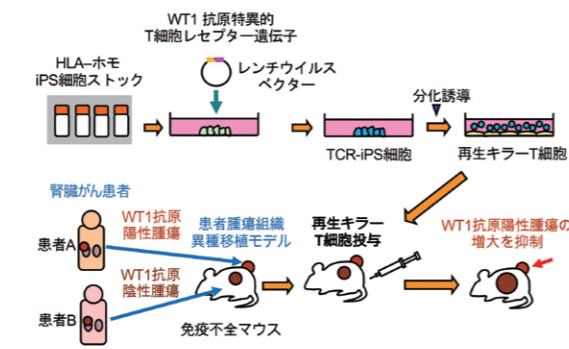 WT1 抗原特異的
T細胞レセプター遺伝子
HLA–ホモ
iPS細胞ストック
レンチウイルス
ベクター
分化誘導
TCR-iPS細胞
再生キラーT細胞
腎臓がん患者
WT1抗原
陽性腫瘍
患者A
患者腫瘍組織
異種移植モデル
再生キラー
T細胞投与
WT1抗原陽性腫瘍の
増大を抑制
WT1抗原
陰性腫瘍
患者B
免疫不全マウス